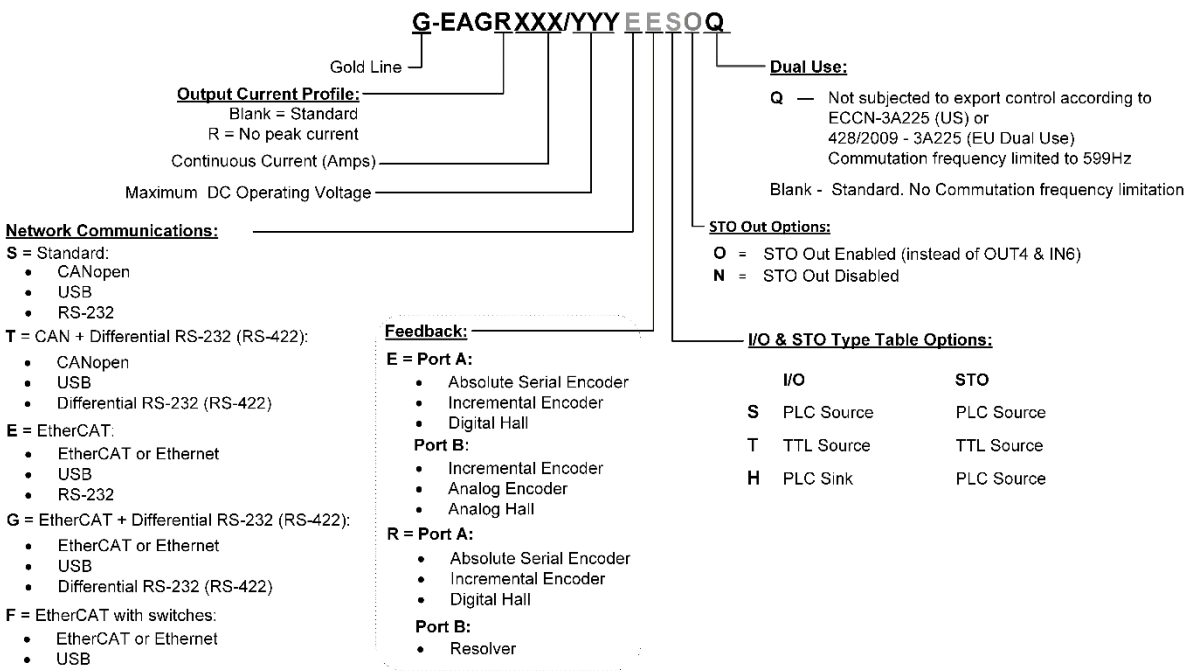 G-EAGRXXX/YYYEESOQ
Gold Line
Output Current Profile:
Blank = Standard
R = No peak current
Continuous Current (Amps)
Maximum DC Operating Voltage
Network Communications:
S = Standard:
• CANopen
• USB
• RS-232
T = CAN + Differential RS-232 (RS-422):
• CANopen
• USB
• Differential RS-232 (RS-422)
E = EtherCAT:
• EtherCAT or Ethernet
• USB
• RS-232
G = EtherCAT + Differential RS-232 (RS-422):
• EtherCAT or Ethernet
• USB
• Differential RS-232 (RS-422)
F = EtherCAT with switches:
• EtherCAT or Ethernet
• USB
Feedback:
E = Port A:
• Absolute Serial Encoder
• Incremental Encoder
• Digital Hall
Port B:
• Incremental Encoder
• Analog Encoder
• Analog Hall
R = Port A:
• Absolute Serial Encoder
• Incremental Encoder
• Digital Hall
Port B:
• Resolver
Dual Use:
Q — Not subjected to export control according to
ECCN-3A225 (US) or
428/2009 - 3A225 (EU Dual Use)
Commutation frequency limited to 599Hz
Blank - Standard. No Commutation frequency limitation
STO Out Options:
O = STO Out Enabled (instead of OUT4 & IN6)
N = STO Out Disabled
I/O & STO Type Table Options:
I/O STO
S PLC Source PLC Source
T TTL Source TTL Source
H PLC Sink PLC Source